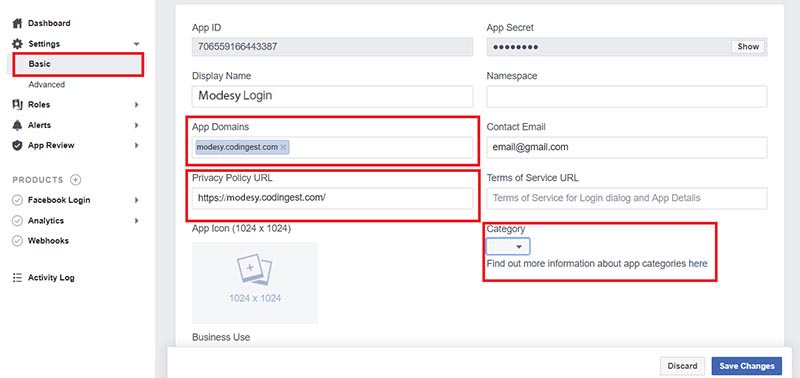 Dashboard
Settings
Basic
Advanced
Roles
Alerts
App Review
PRODUCTS
Facebook Login
Analytics
Webhooks
Activity Log
App ID
706559166443387
App Secret
●●●●●●●●
Show
Display Name
Modesy Login
Namespace
App Domains
modesy.codingest.com ×
Contact Email
email@gmail.com
Privacy Policy URL
https://modesy.codingest.com/
Terms of Service URL
Terms of Service for Login dialog and App Details
App Icon (1024 x 1024)
1024 x 1024
Category
Find out more information about app categories here
Business Use
Discard
Save Changes